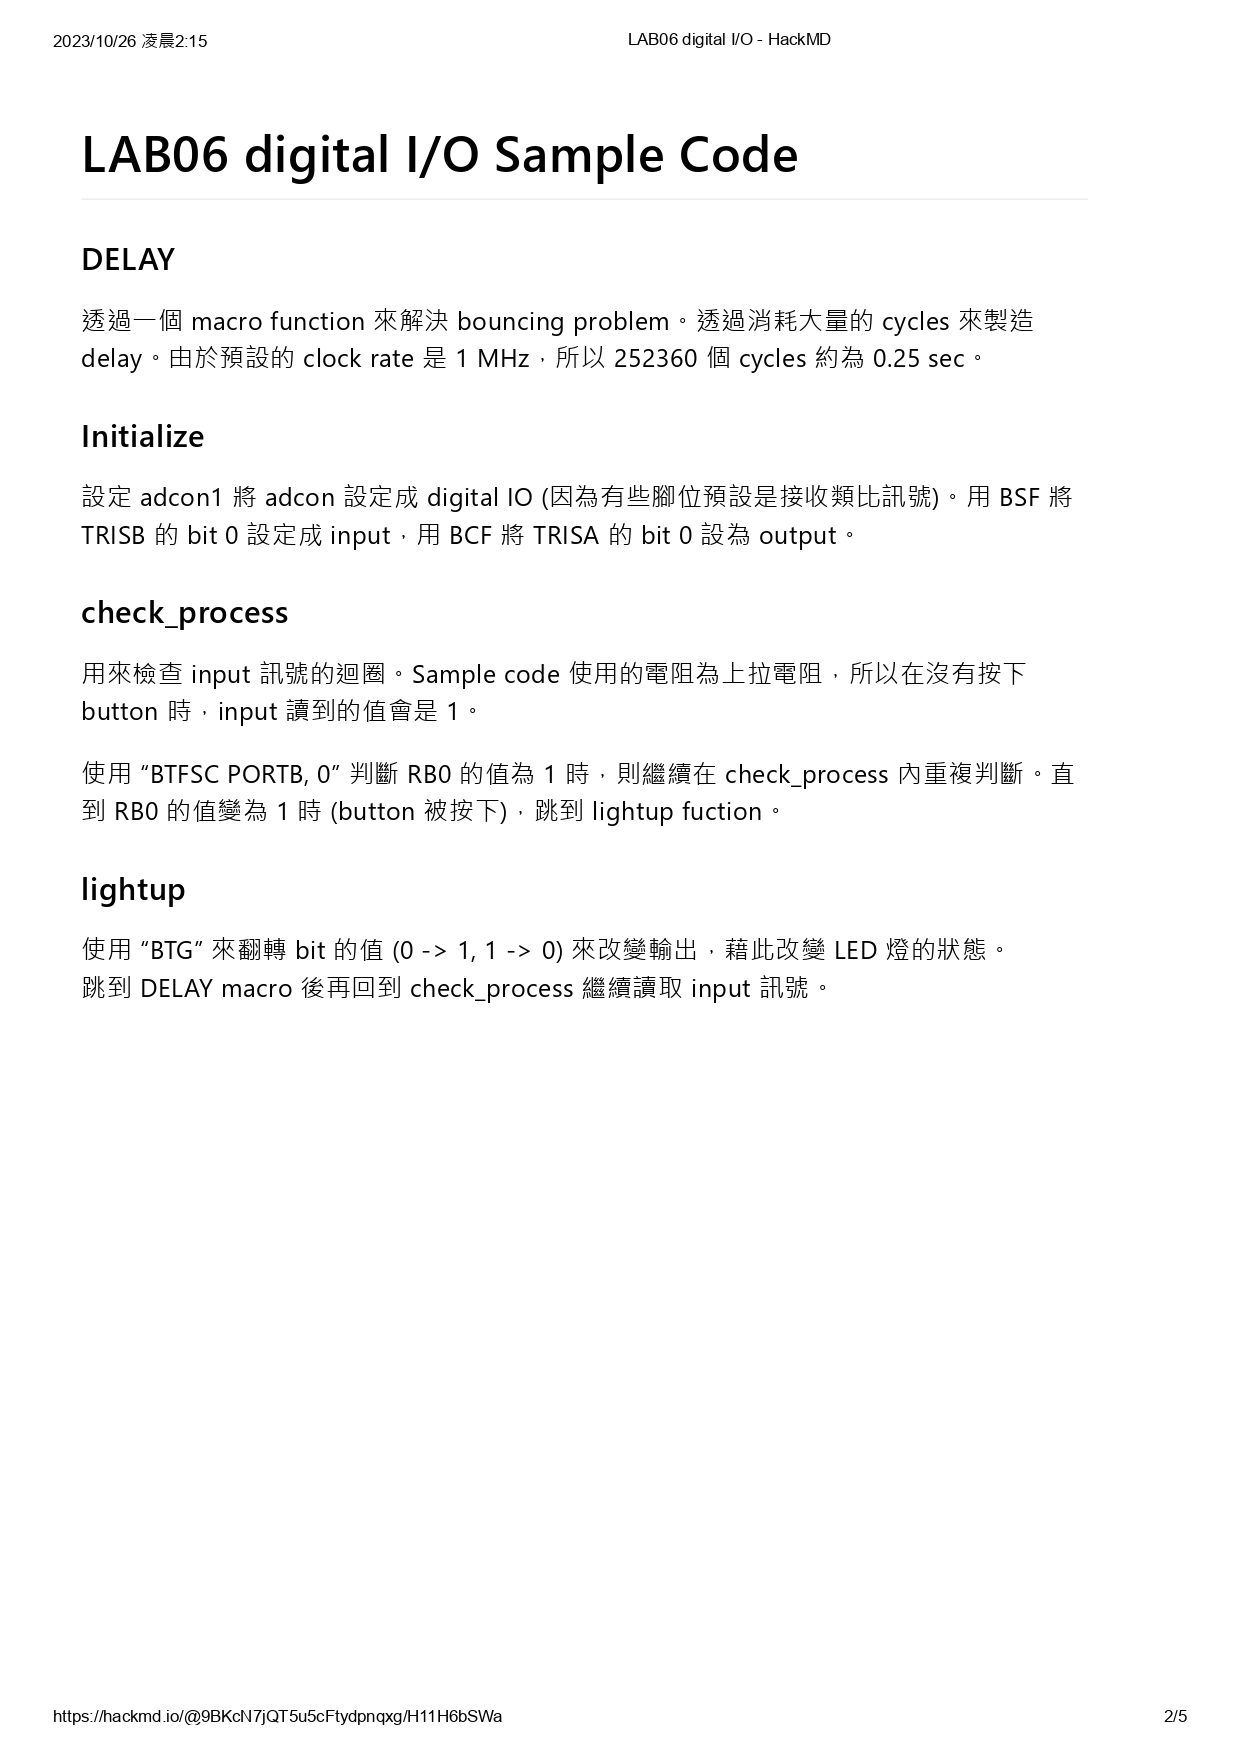 2023/10/26 凌晨2:15
LAB06 digital I/O - HackMD
LAB06 digital I/O Sample Code
DELAY
透過一個 macro function 來解決 bouncing problem。透過消耗大量的 cycles 來製造
delay。由於預設的 clock rate 是 1 MHz，所以 252360 個 cycles 約為 0.25 sec。
Initialize
設定 adcon1 將 adcon 設定成 digital IO (因為有些腳位預設是接收類比訊號)。用 BSF 將
TRISB 的 bit 0 設定成 input，用 BCF 將 TRISA 的 bit 0 設為 output。
check_process
用來檢查 input 訊號的迴圈。Sample code 使用的電阻為上拉電阻，所以在沒有按下
button 時，input 讀到的值會是 1。
使用 “BTFSC PORTB, 0” 判斷 RB0 的值為 1 時，則繼續在 check_process 內重複判斷。直
到 RB0 的值變為 1 時 (button 被按下)，跳到 lightup fuction。
lightup
使用 “BTG” 來翻轉 bit 的值 (0 -> 1, 1 -> 0) 來改變輸出，藉此改變 LED 燈的狀態。
跳到 DELAY macro 後再回到 check_process 繼續讀取 input 訊號。
https://hackmd.io/@9BKcN7jQT5u5cFtydpnqxg/H11H6bSWa
2/5